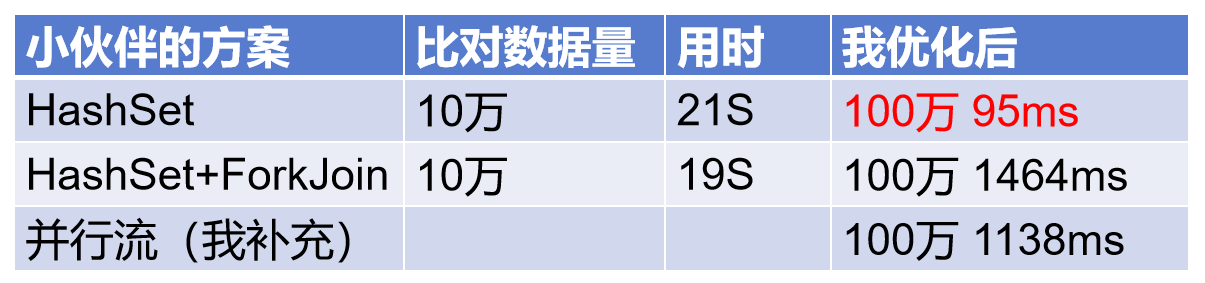 小伙伴的方案 比对数据量 用时 我优化后
HashSet 10万 21S 100万 95ms
HashSet+ForkJoin 10万 19S 100万 1464ms
并行流（我补充） 100万 1138ms